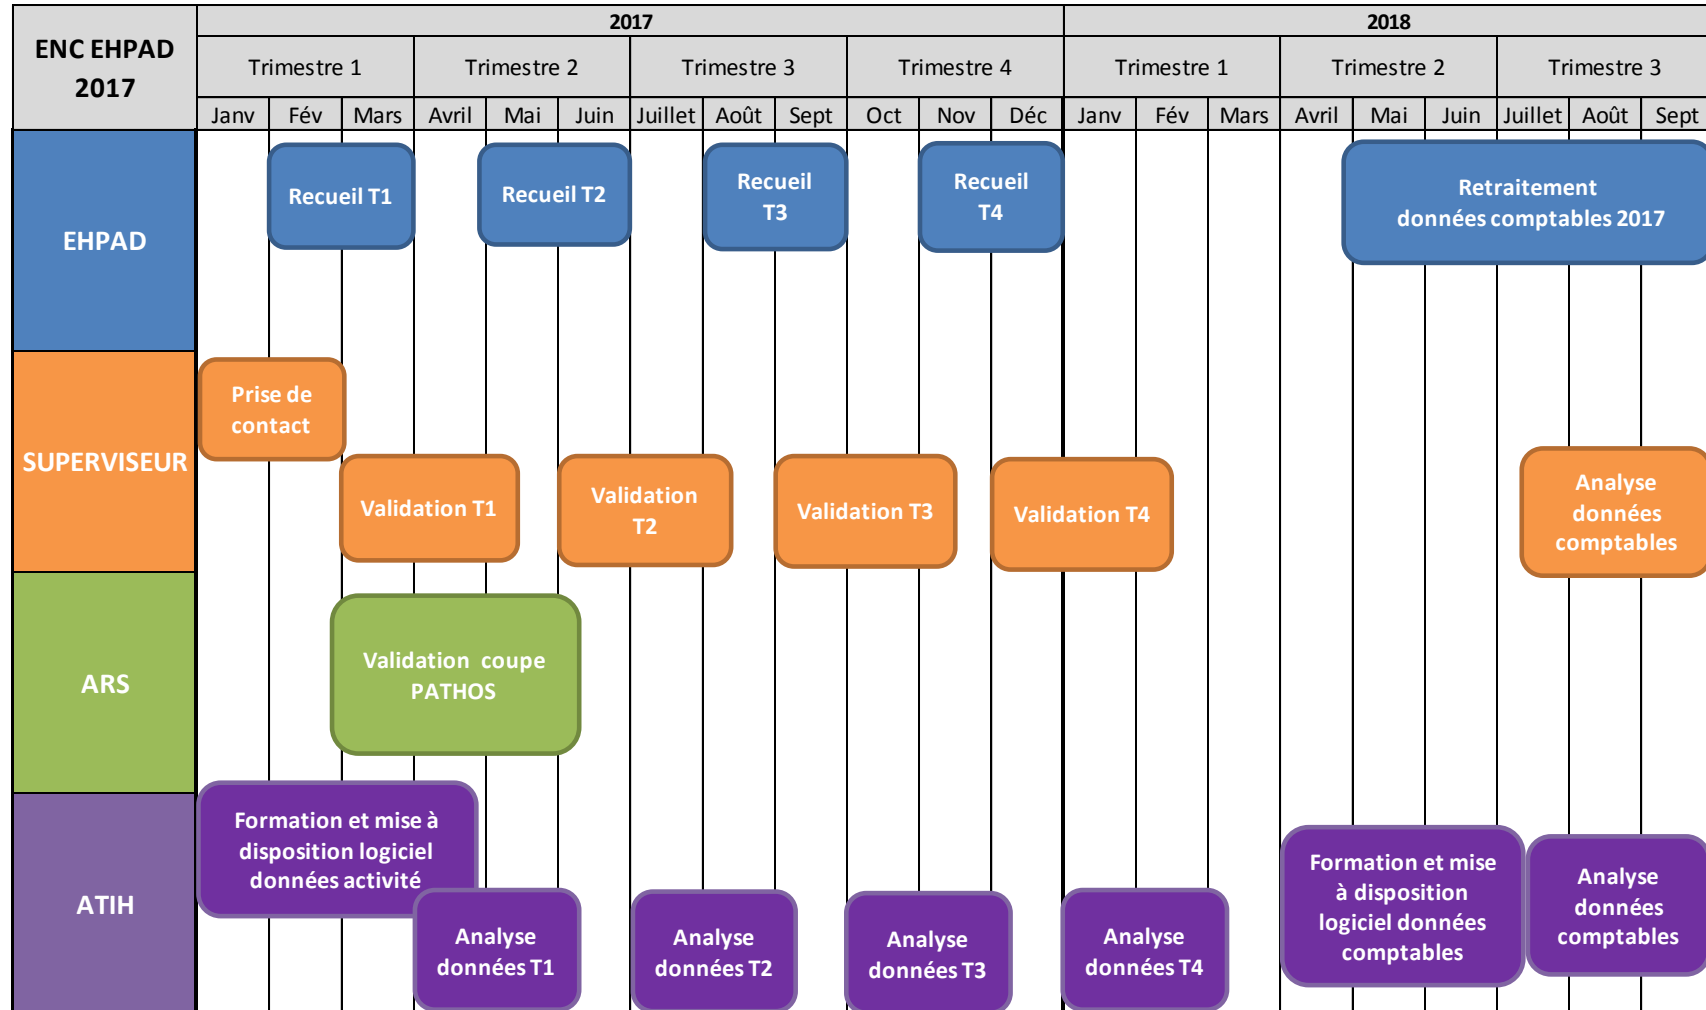 ENC EHPAD
2017
2017
2018
Trimestre 1
Trimestre 2
Trimestre 3
Trimestre 4
Trimestre 1
Trimestre 2
Trimestre 3
Janv Fév Mars Avril Mai Juin Juillet Août Sept Oct Nov Déc Janv Fév Mars Avril Mai Juin Juillet Août Sept
EHPAD
Recueil T1
Recueil T2
Recueil
T3
Recueil
T4
Retraitement
données comptables 2017
SUPERVISEUR
Prise de
contact
Validation T1
Validation
T2
Validation T3
Validation T4
Analyse
données
comptables
ARS
Validation coupe
PATHOS
ATIH
Formation et mise à
disposition logiciel
données activité
Analyse
données T1
Analyse
données T2
Analyse
données T3
Analyse
données T4
Formation et mise
à disposition
logiciel données
comptables
Analyse
données
comptables